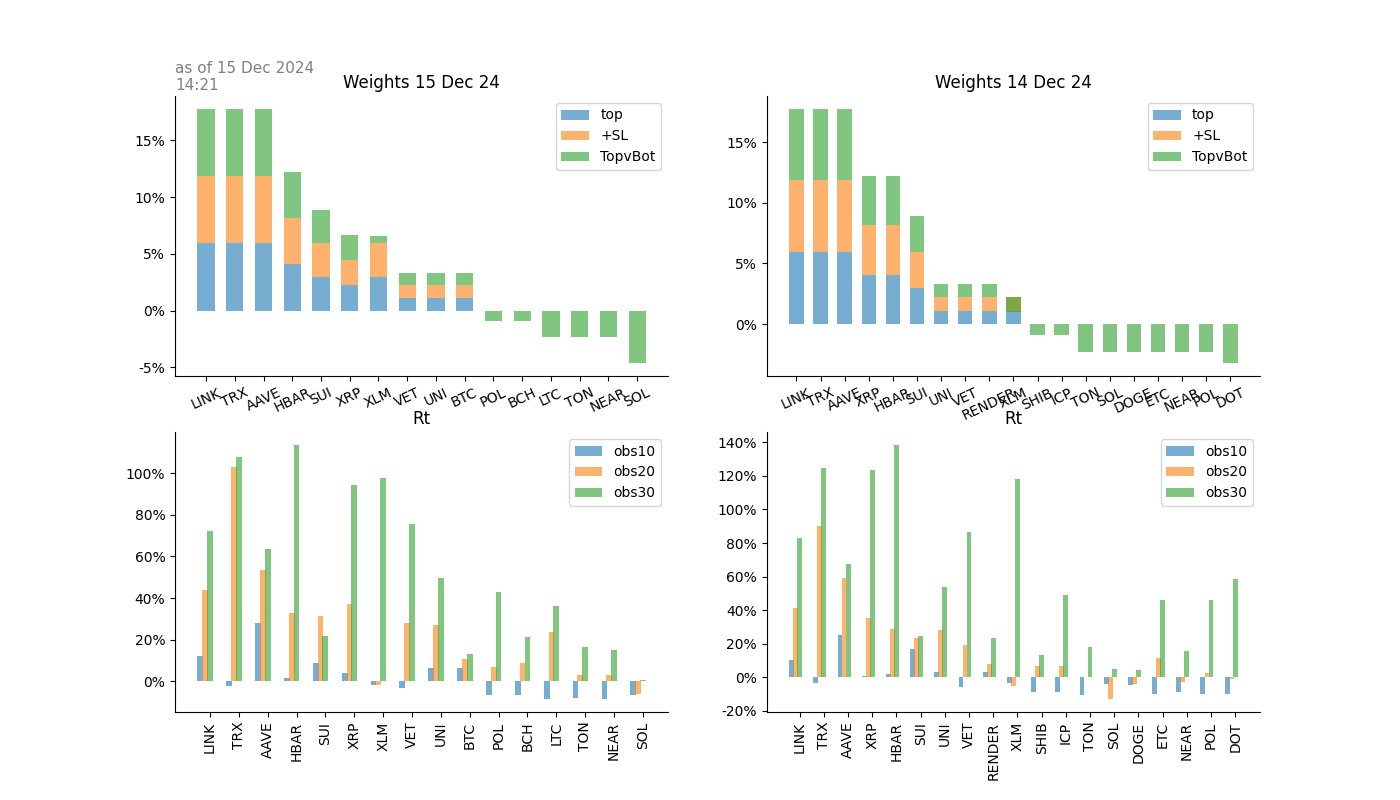 as of 15 Dec 2024
14:21
Weights 15 Dec 24
top
+SL
TopvBot
15%
10%
5%
0%
-5%
LINK TRX AAVE HBAR SUI XRP XLM VET UNI BTC POL BCH LTC TON NEAR SOL
Weights 14 Dec 24
top
+SL
TopvBot
15%
10%
5%
0%
LINK TRX AAVE XRP HBAR SUI UNI VET RENDER XLM SHIB ICP TON SOL DOGE ETC NEAR POL DOT
Rt
obs10
obs20
obs30
100%
80%
60%
40%
20%
0%
LINK TRX AAVE HBAR SUI XRP XLM VET UNI BTC POL BCH LTC TON NEAR SOL
Rt
obs10
obs20
obs30
140%
120%
100%
80%
60%
40%
20%
0%
-20%
LINK TRX AAVE XRP HBAR SUI UNI VET RENDER XLM SHIB ICP TON SOL DOGE ETC NEAR POL DOT